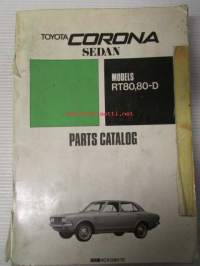 TOYOTA CORONA
SEDAN
MODELS
RT80,80-D
PARTS CATALOG